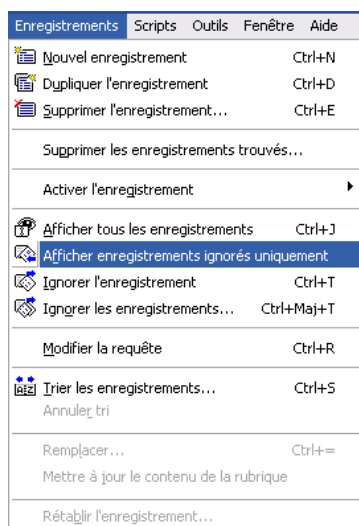 Enregistrements Scripts Outils Fenêtre Aide
Nouvel enregistrement Ctrl+N
Dupliquer l'enregistrement Ctrl+D
Supprimer l'enregistrement... Ctrl+E
Supprimer les enregistrements trouvés...
Activer l'enregistrement
Afficher tous les enregistrements Ctrl+J
Afficher enregistrements ignorés uniquement
Ignorer l'enregistrement Ctrl+T
Ignorer les enregistrements... Ctrl+Maj+T
Modifier la requête Ctrl+R
Trier les enregistrements... Ctrl+S
Annuler tri
Remplacer... Ctrl+=
Mettre à jour le contenu de la rubrique
Rétablir l'enregistrement...